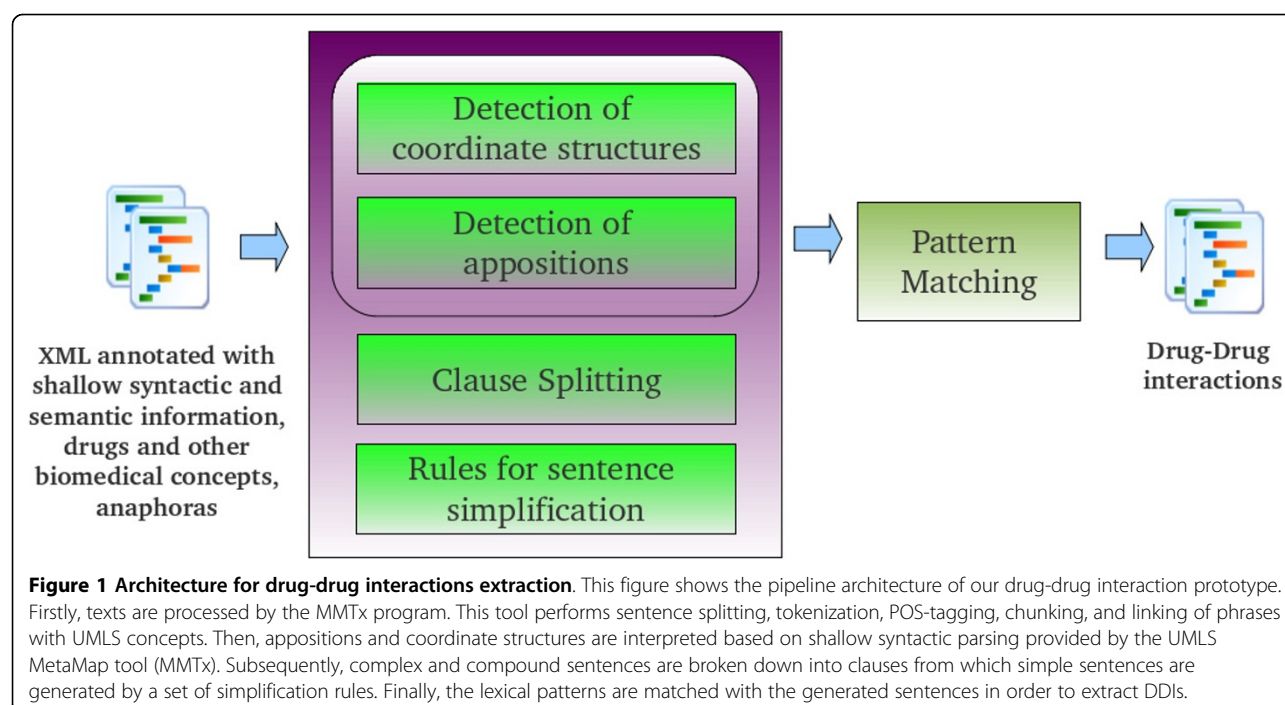 Detection of
coordinate structures
Detection of
appositions
Clause Splitting
Rules for sentence
simplification
Pattern
Matching
XML annotated with
shallow syntactic and
semantic information,
drugs and other
biomedical concepts,
anaphoras
Drug-Drug
interactions
Figure 1 Architecture for drug-drug interactions extraction. This figure shows the pipeline architecture of our drug-drug interaction prototype.
Firstly, texts are processed by the MMTx program. This tool performs sentence splitting, tokenization, POS-tagging, chunking, and linking of phrases
with UMLS concepts. Then, appositions and coordinate structures are interpreted based on shallow syntactic parsing provided by the UMLS
MetaMap tool (MMTx). Subsequently, complex and compound sentences are broken down into clauses from which simple sentences are
generated by a set of simplification rules. Finally, the lexical patterns are matched with the generated sentences in order to extract DDIs.